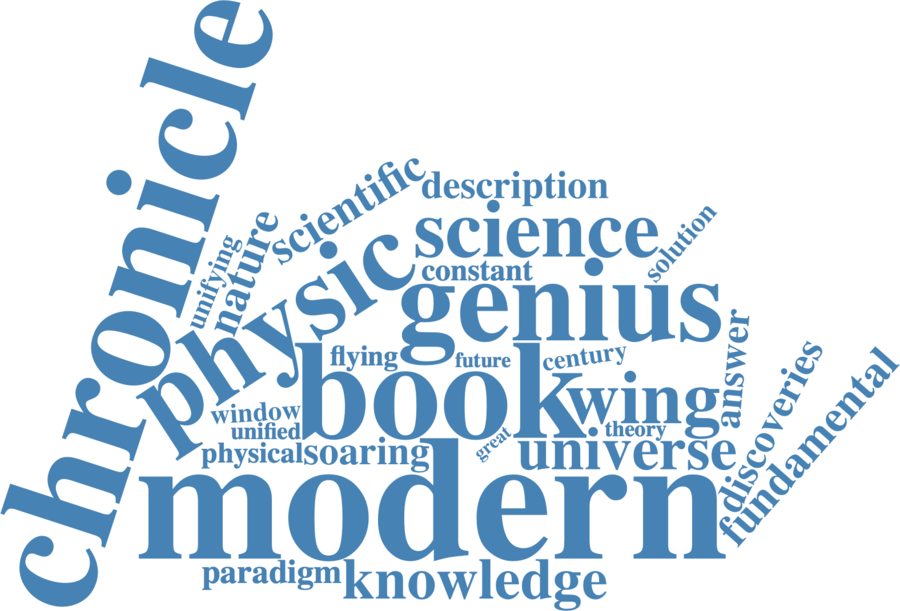 chronicle
scientific
description
science
solution
unifying
nature
physic
constant
genius
answer
flying
future
century
book
wing
discoveries
fundamental
window
unified
theory
great
physical
soaring
universe
modern
paradigm
knowledge